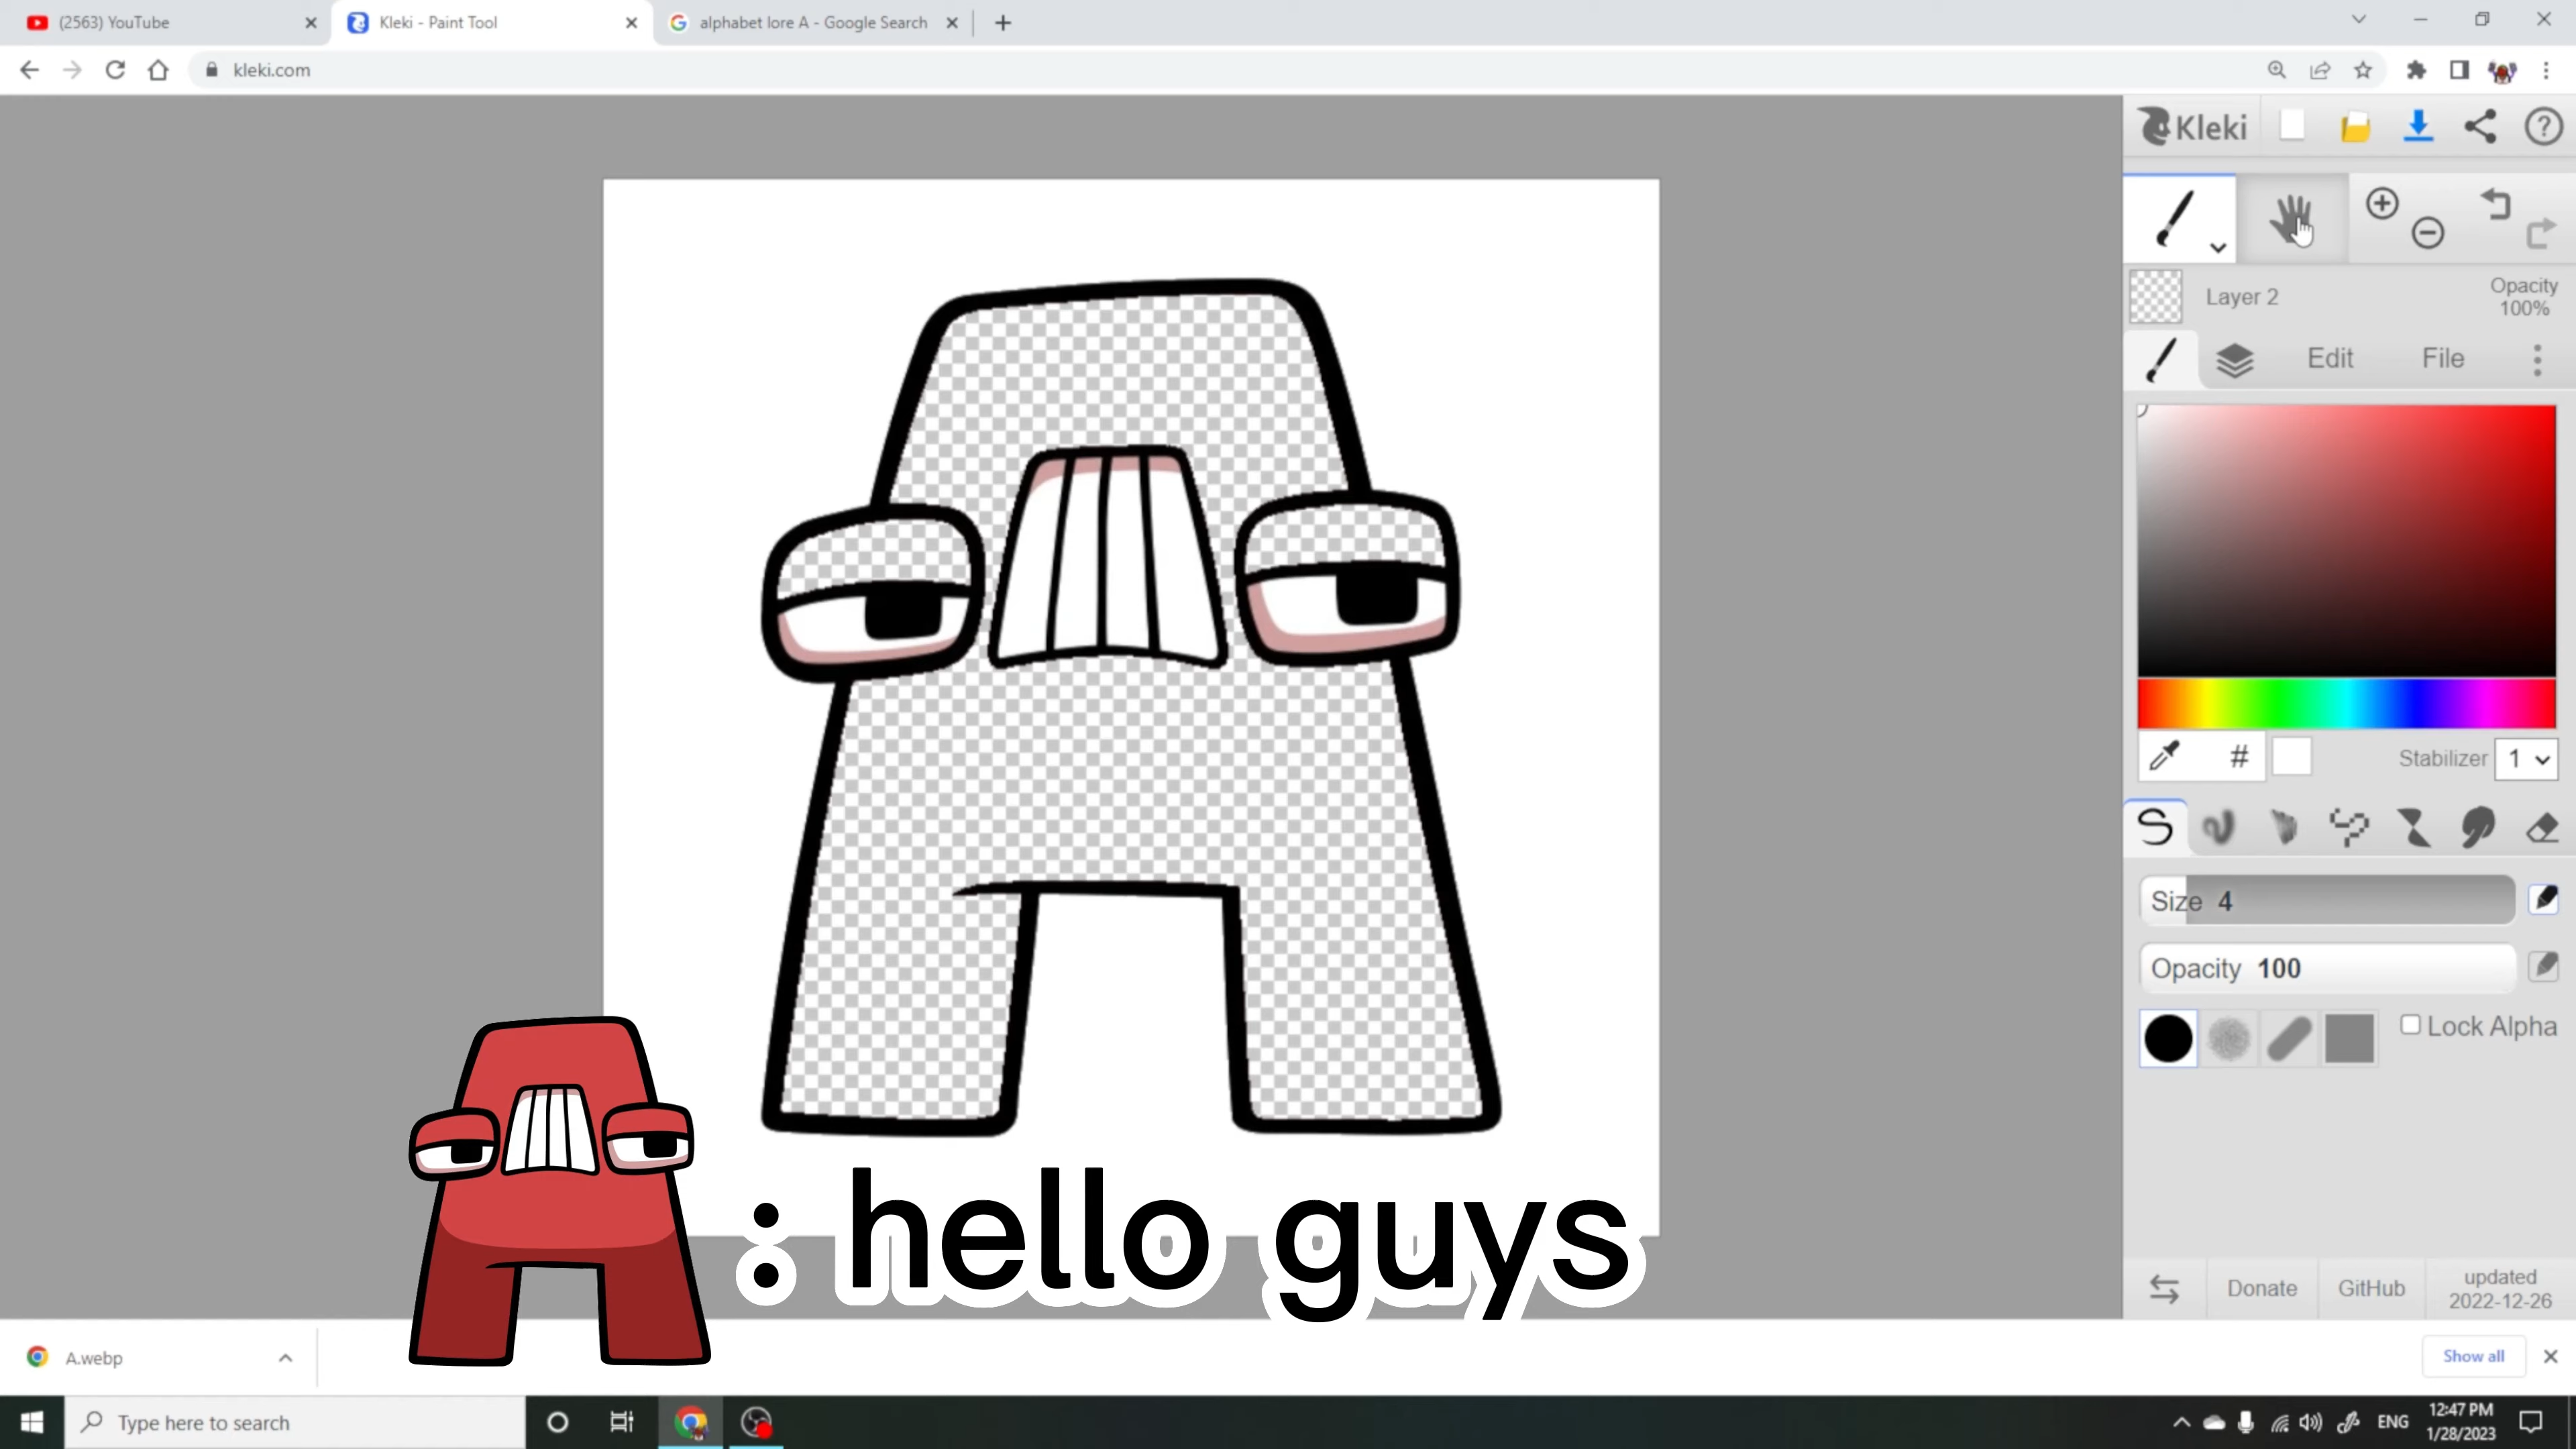 (2563) YouTube
Kleki - Paint Tool
alphabet lore A - Google Search
kleki.com
Kleki
Layer 2
Opacity
100%
Edit
File
#
Stabilizer
1
Size 4
Opacity 100
Lock Alpha
: hello guys
Donate
GitHub
updated
2022-12-26
A.webp
Show all
Type here to search
ENG
12:47 PM
1/28/2023